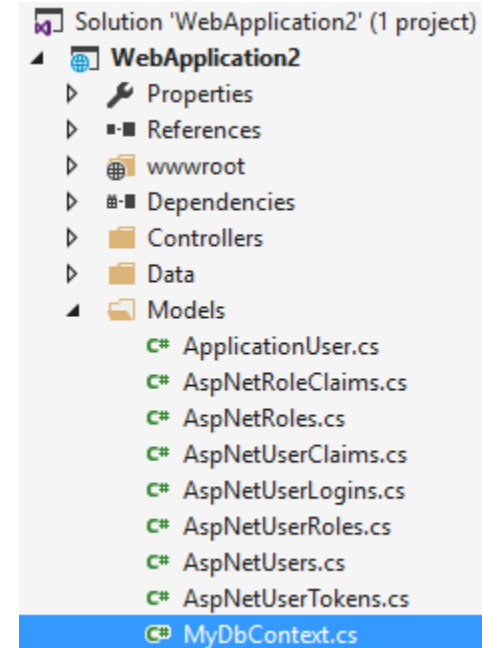 Solution 'WebApplication2' (1 project)
WebApplication2
Properties
References
wwwroot
Dependencies
Controllers
Data
Models
C# ApplicationUser.cs
C# AspNetRoleClaims.cs
C# AspNetRoles.cs
C# AspNetUserClaims.cs
C# AspNetUserLogins.cs
C# AspNetUserRoles.cs
C# AspNetUsers.cs
C# AspNetUserTokens.cs
C# MyDbContext.cs